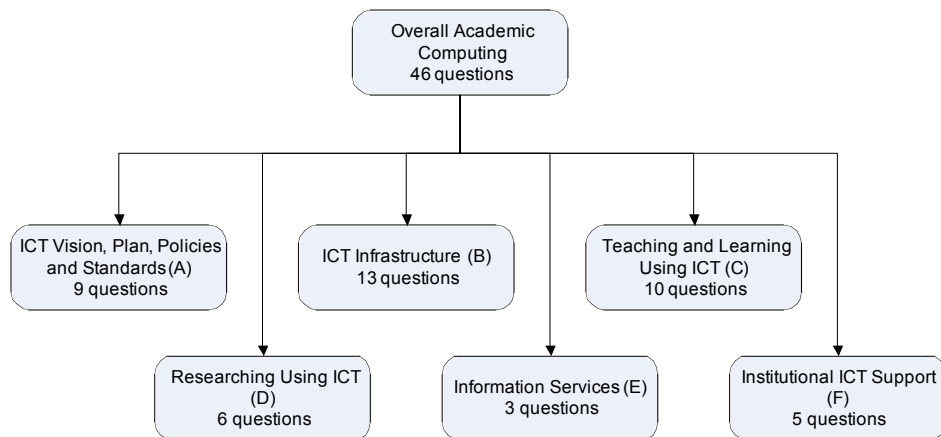 Overall Academic
Computing
46 questions
ICT Vision, Plan, Policies
and Standards (A)
9 questions
ICT Infrastructure (B)
13 questions
Teaching and Learning
Using ICT (C)
10 questions
Researching Using ICT
(D)
6 questions
Information Services (E)
3 questions
Institutional ICT Support
(F)
5 questions